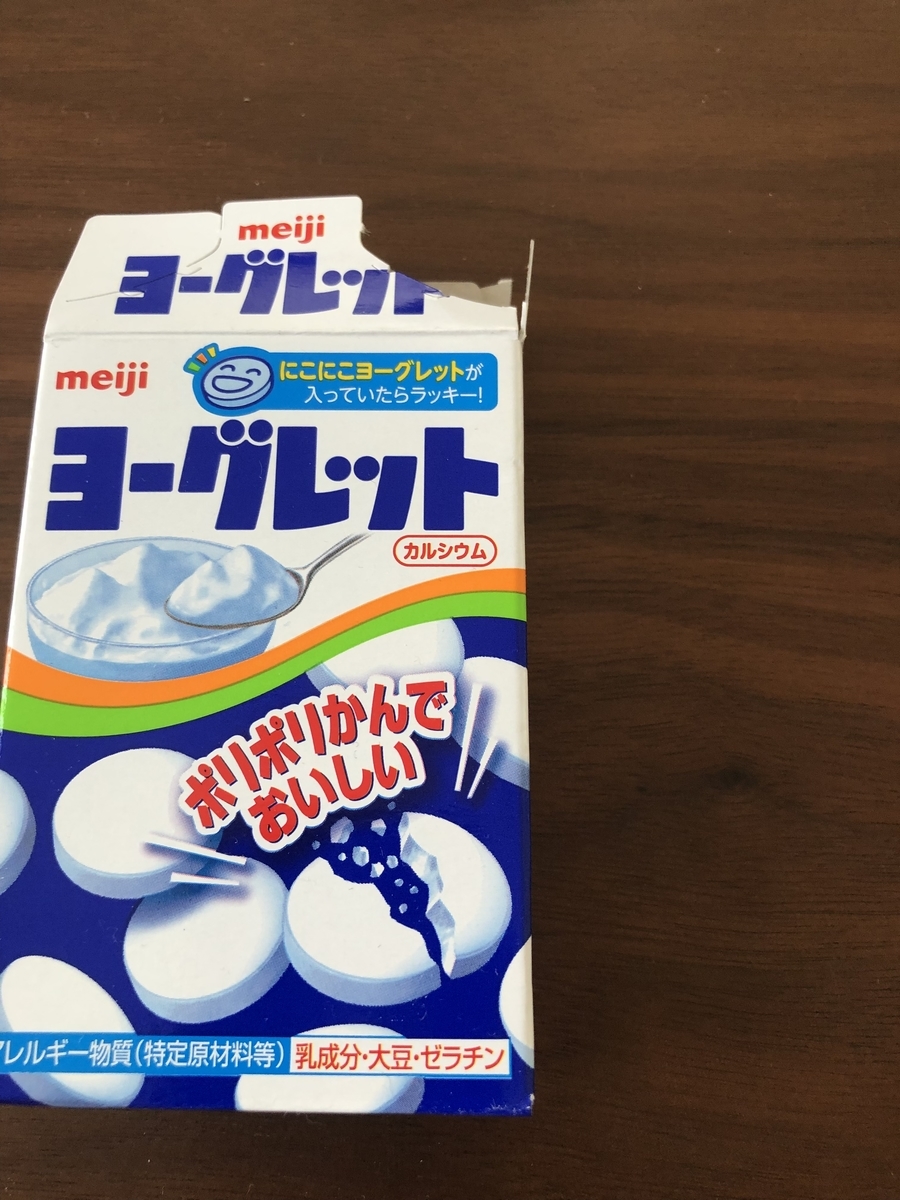 meiji
ヨーグレット
meiji
にこにこヨーグレットが
入っていたらラッキー!
ヨーグレット
カルシウム
ポリポリかんで
おいしい
アレルギー物質(特定原材料等) 乳成分・大豆・ゼラチン